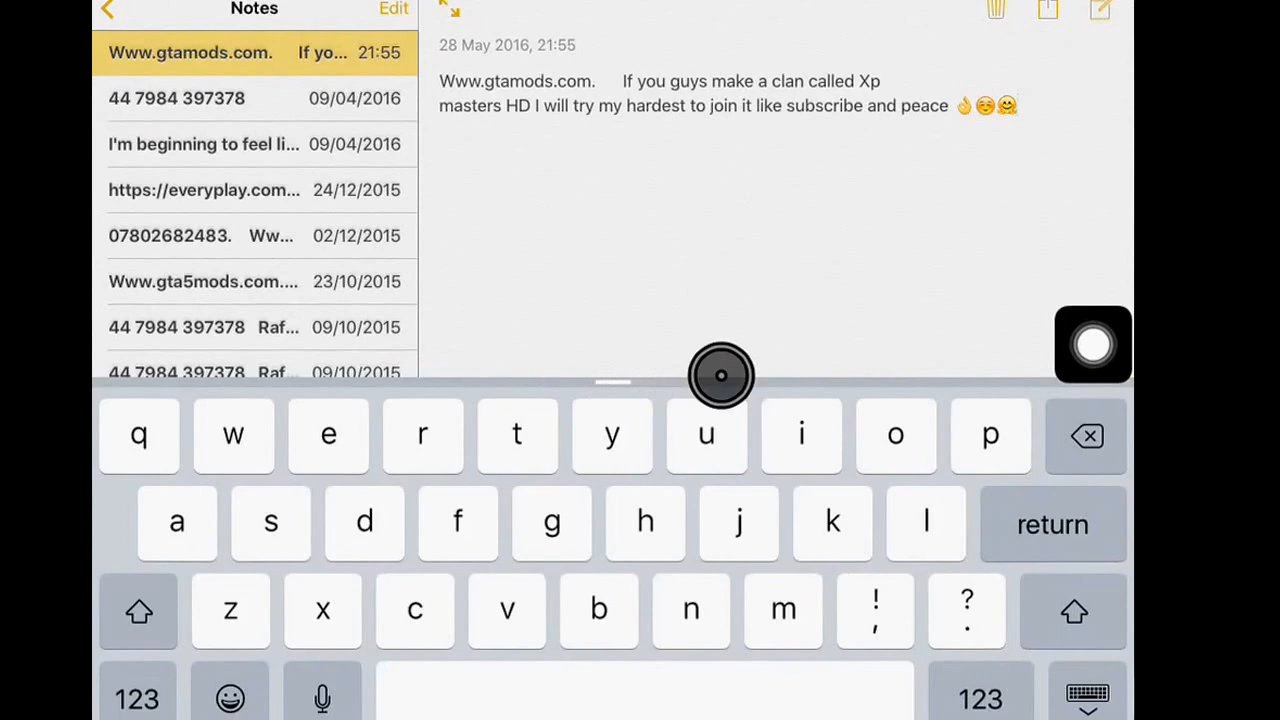 Notes
Edit
Www.gtamods.com. If yo... 21:55
44 7984 397378 09/04/2016
I'm beginning to feel li... 09/04/2016
https://everyplay.com... 24/12/2015
07802682483. Ww... 02/12/2015
Www.gta5mods.com.... 23/10/2015
44 7984 397378 Raf... 09/10/2015
44 7984 397378 Raf... 09/10/2015
28 May 2016, 21:55
Www.gtamods.com. If you guys make a clan called Xp
masters HD I will try my hardest to join it like subscribe and peace 👌☺️🤗
q w e r t y u i o p
a s d f g h j k l return
z x c v b n m ! , ? .
123 123